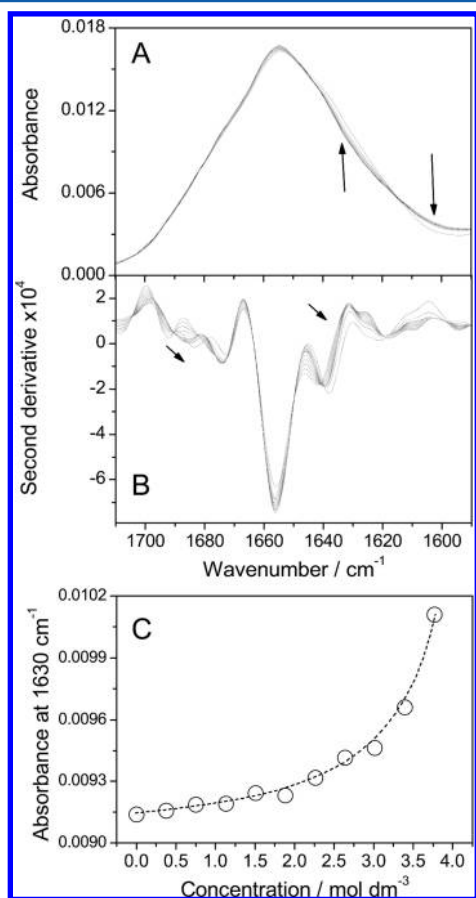 A
Absorbance
0.018
0.012
0.006
0.000
B
Second derivative x10⁴
2
0
-2
-4
-6
1700 1680 1660 1640 1620 1600
Wavenumber / cm⁻¹
C
Absorbance at 1630 cm⁻¹
0.0102
0.0099
0.0096
0.0093
0.0090
0.0 0.5 1.0 1.5 2.0 2.5 3.0 3.5 4.0
Concentration / mol dm⁻³